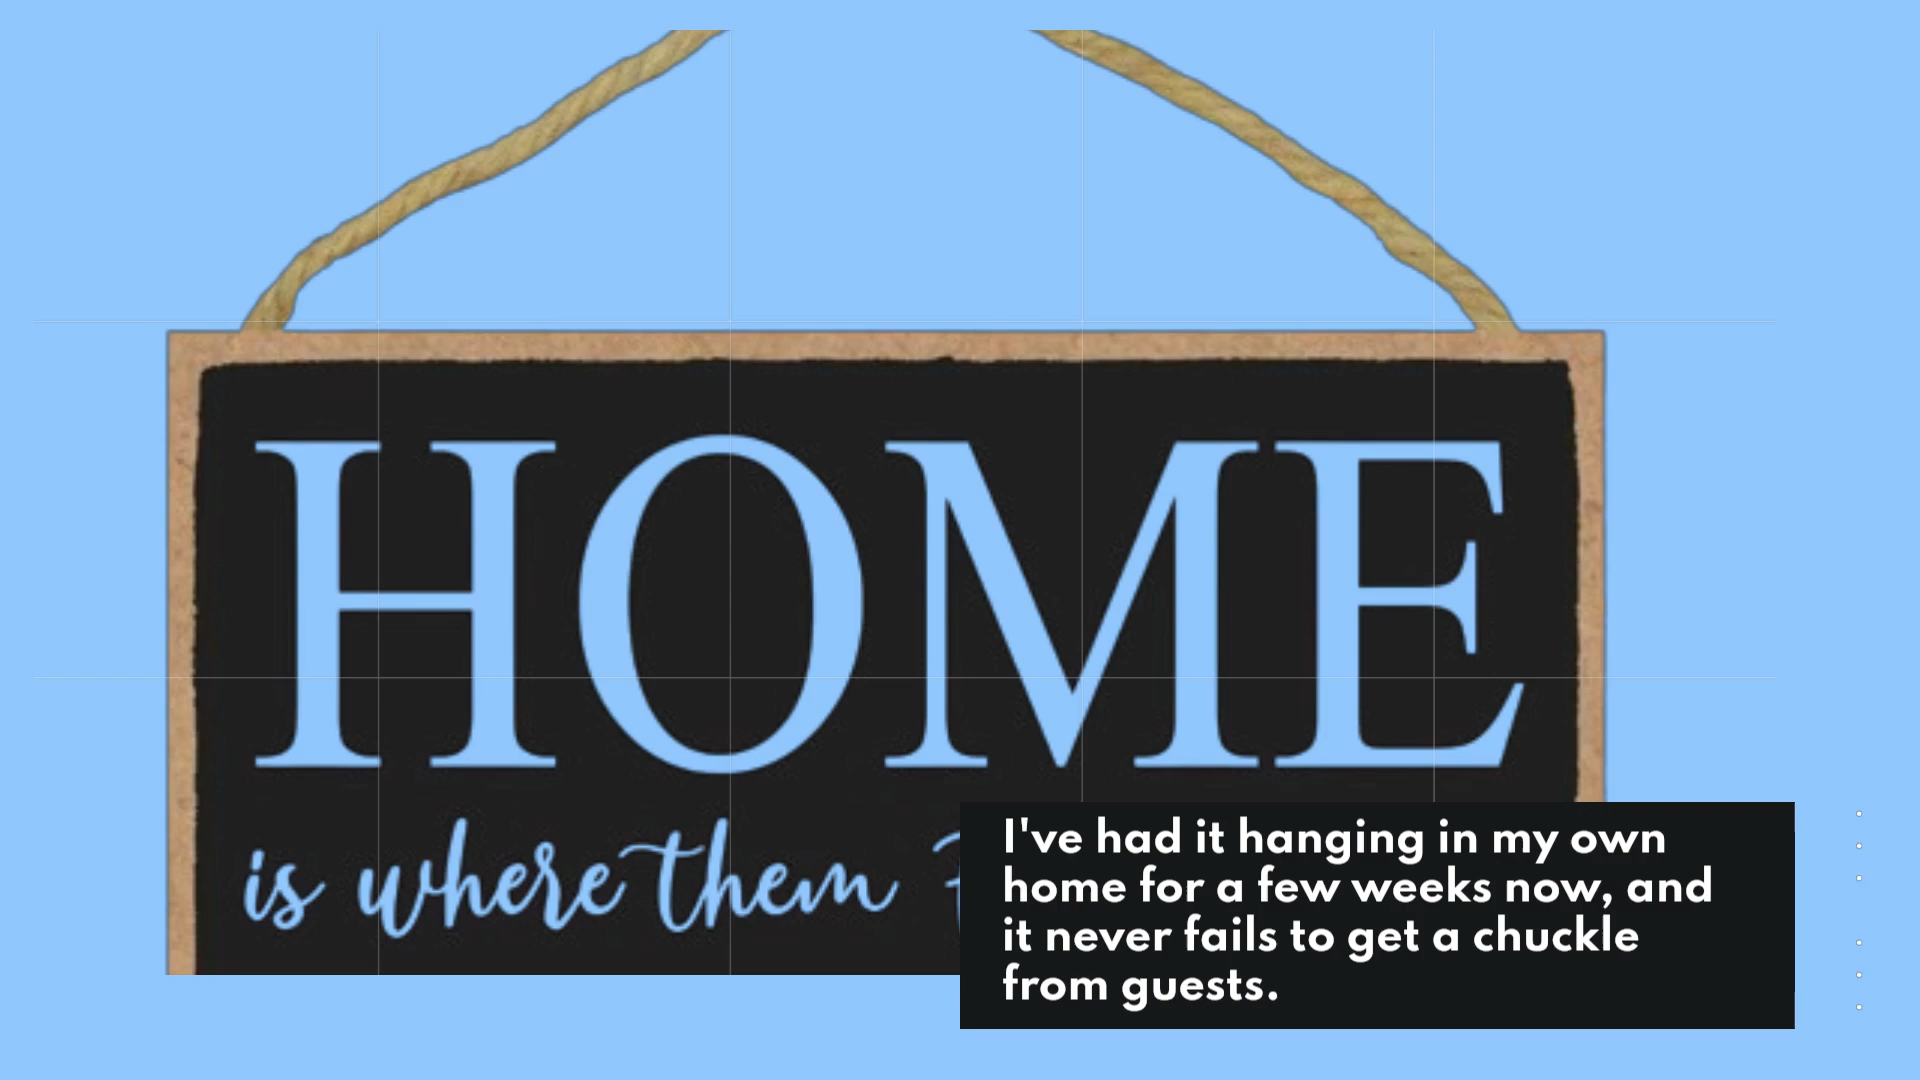 HOME
is where them
I've had it hanging in my own
home for a few weeks now, and
it never fails to get a chuckle
from guests.